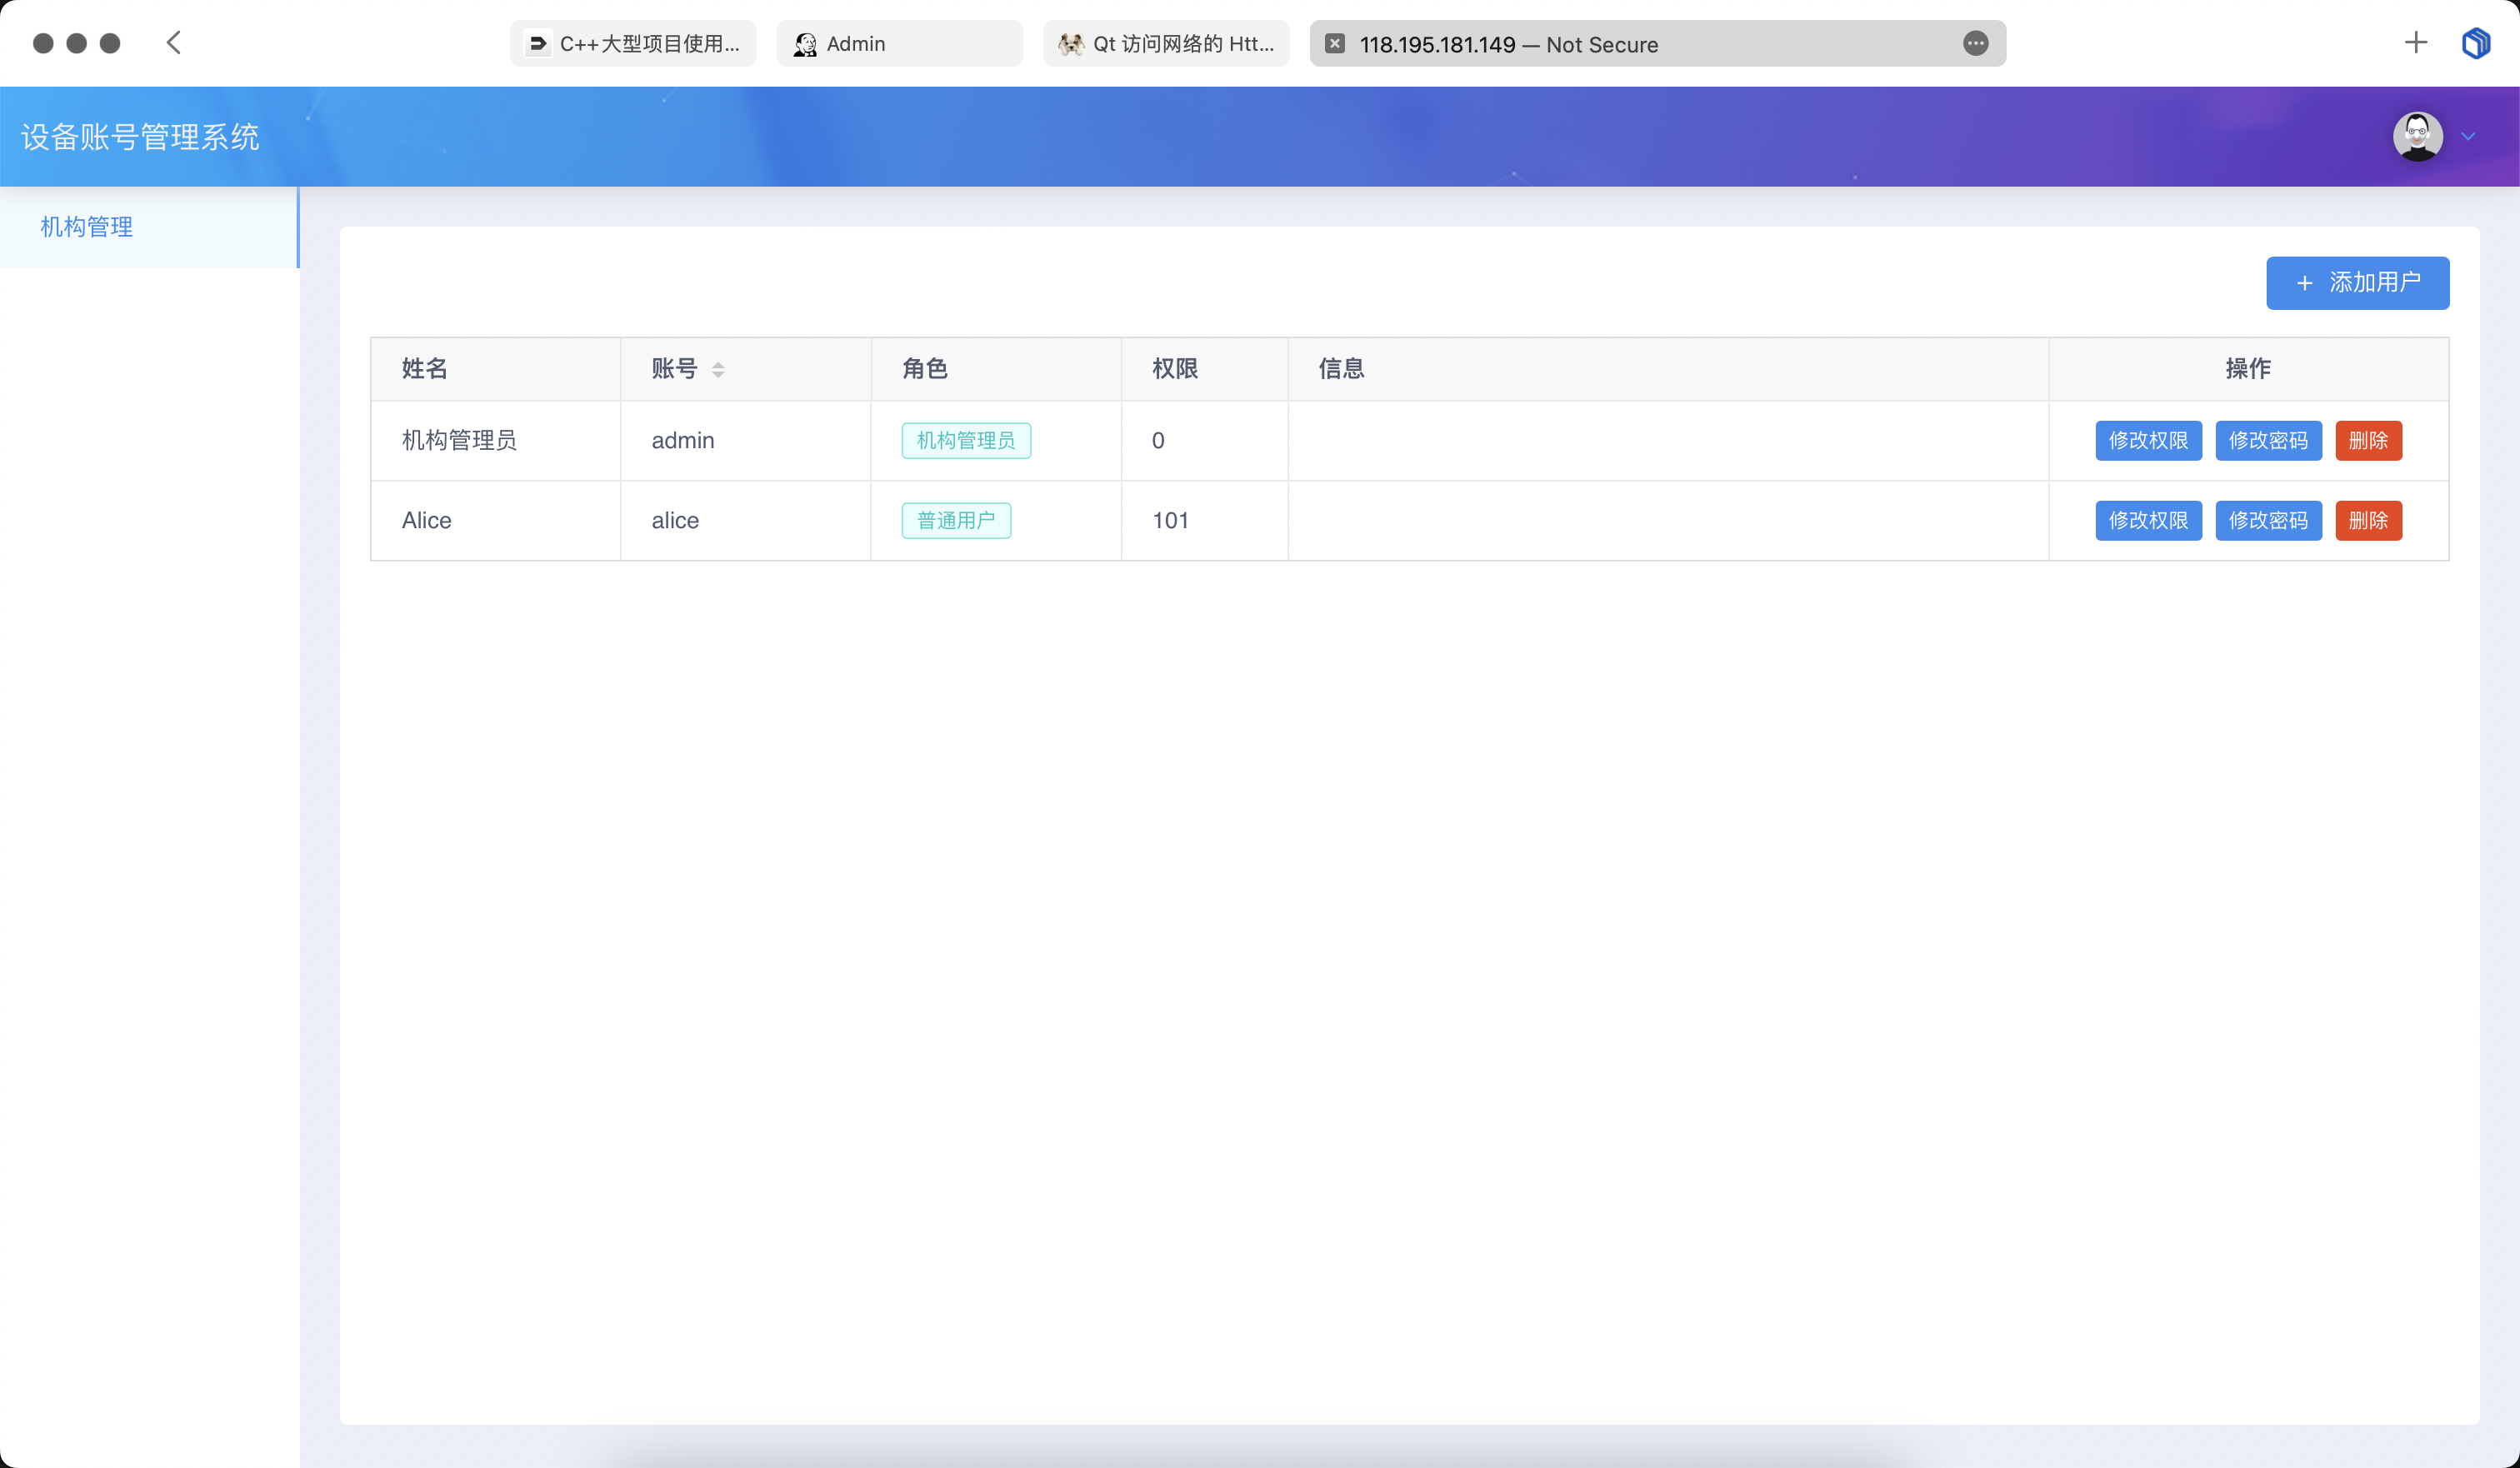 C++大型项目使用... Admin Qt 访问网络的 Htt... 118.195.181.149 — Not Secure
设备账号管理系统
机构管理
+ 添加用户
姓名 账号 角色 权限 信息 操作
机构管理员 admin 机构管理员 0 修改权限 修改密码 删除
Alice alice 普通用户 101 修改权限 修改密码 删除